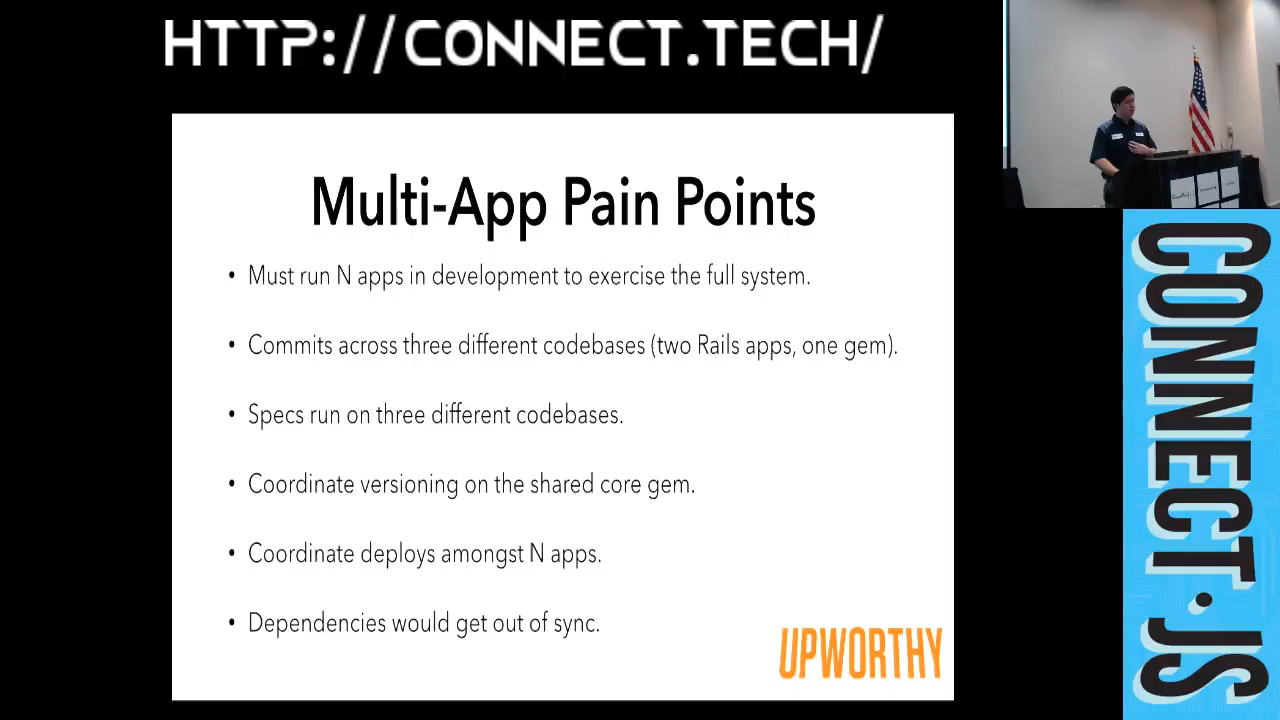 HTTP://CONNECT.TECH/
Multi-App Pain Points
• Must run N apps in development to exercise the full system.
• Commits across three different codebases (two Rails apps, one gem).
• Specs run on three different codebases.
• Coordinate versioning on the shared core gem.
• Coordinate deploys amongst N apps.
• Dependencies would get out of sync.
UPWORTHY
CONNECT.JS